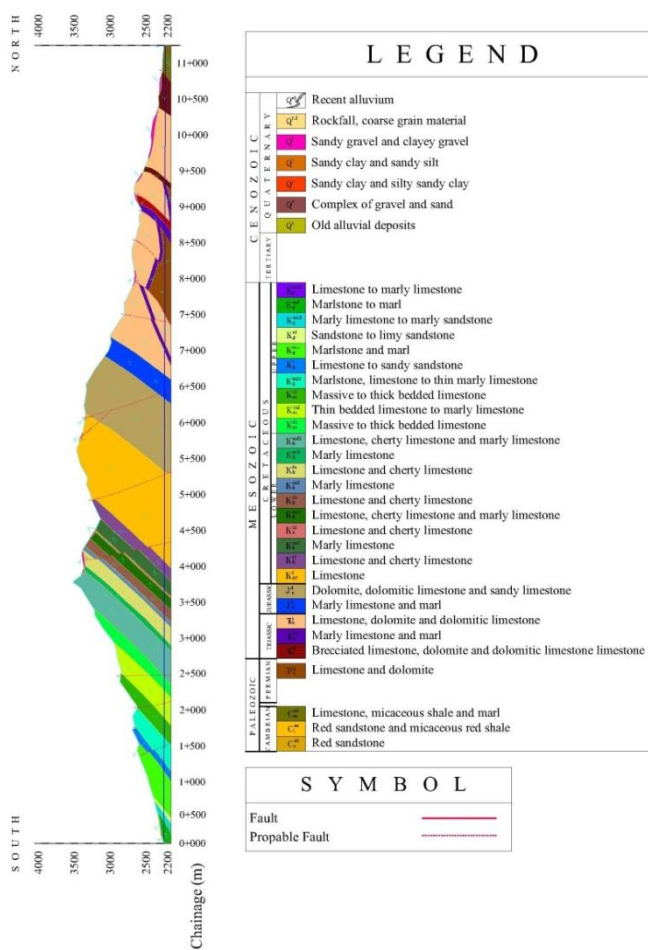 NORTH
4000
3500
3000
2500
2200
11+000
10+500
10+000
9+500
9+000
8+500
8+000
7+500
7+000
6+500
6+000
5+500
5+000
4+500
4+000
3+500
3+000
2+500
2+000
1+500
1+000
0+500
0+000
SOUTH
4000
3500
3000
2500
2200
Chainage (m)
LEGEND
CENOZOIC
QUATERNARY
Recent alluvium
Rockfall, coarse grain material
Sandy gravel and clayey gravel
Sandy clay and sandy silt
Sandy clay and silty sandy clay
Complex of gravel and sand
Old alluvial deposits
TERTIARY
MESOZOIC
CRETACEOUS
UPPER
Limestone to marly limestone
Marlstone to marl
Marly limestone to marly sandstone
Sandstone to limy sandstone
Marlstone and marl
Limestone to sandy sandstone
Marlstone, limestone to thin marly limestone
Massive to thick bedded limestone
Thin bedded limestone to marly limestone
Massive to thick bedded limestone
LOWER
Limestone, cherty limestone and marly limestone
Marly limestone
Limestone and cherty limestone
Marly limestone
Limestone and cherty limestone
Limestone, cherty limestone and marly limestone
Limestone and cherty limestone
Marly limestone
Limestone and cherty limestone
Limestone
JURASSIC
Dolomite, dolomitic limestone and sandy limestone
Marly limestone and marl
TRIASSIC
Limestone, dolomite and dolomitic limestone
Marly limestone and marl
Brecciated limestone, dolomite and dolomitic limestone limestone
PALEOZOIC
PERMIAN
Limestone and dolomite
CAMBRIAN
Limestone, micaceous shale and marl
Red sandstone and micaceous red shale
Red sandstone
SYMBOL
Fault
Propable Fault